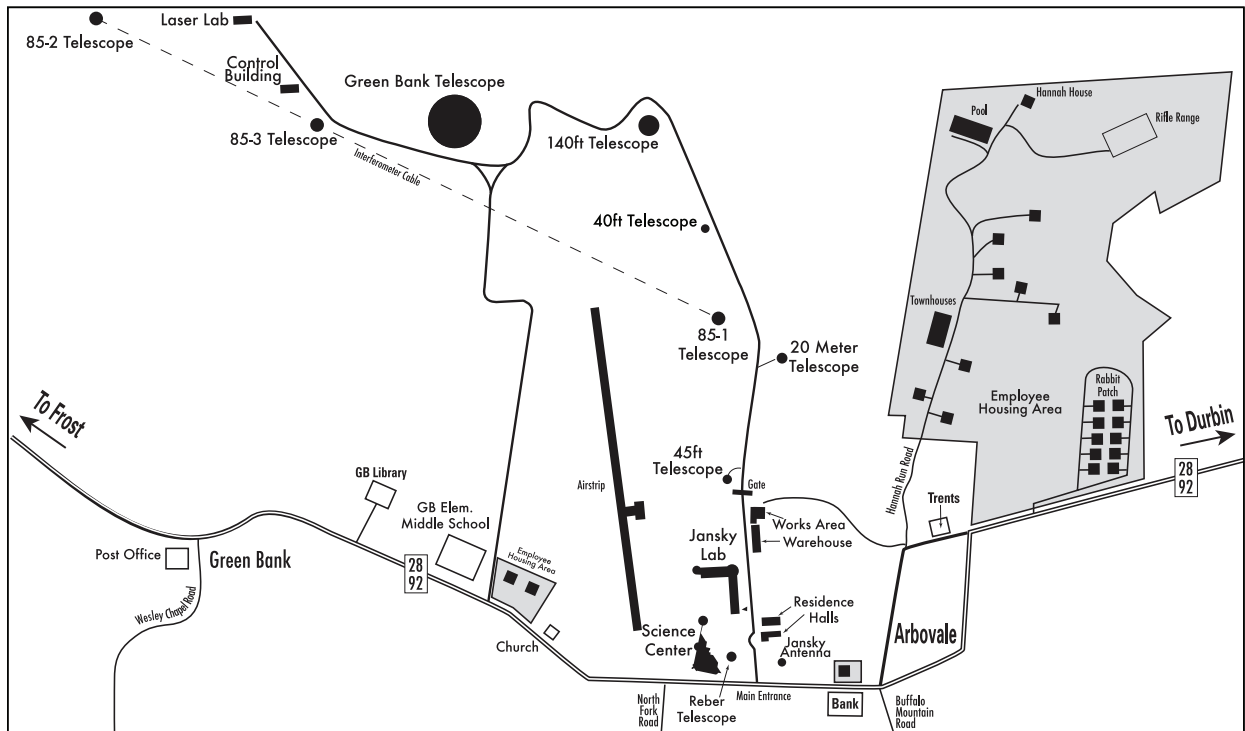 Laser Lab
85-2 Telescope
Control
Building
Green Bank Telescope
85-3 Telescope
Interferometer Cable
140ft Telescope
40ft Telescope
Hannah House
Pool
Rifle Range
Townhouses
85-1
Telescope
20 Meter
Telescope
Employee
Housing Area
Rabbit
Patch
To Frost
To Durbin
28
92
GB Library
GB Elem.
Middle School
Airstrip
45ft
Telescope
Gate
Hannah Run Road
Trents
Works Area
Warehouse
Jansky
Lab
Post Office
Green Bank
28
92
Employee
Housing Area
Wesley Chapel Road
Church
Science
Center
Residence
Halls
Jansky
Antenna
Arbovale
North
Fork
Road
Reber
Telescope
Main Entrance
Bank
Buffalo
Mountain
Road